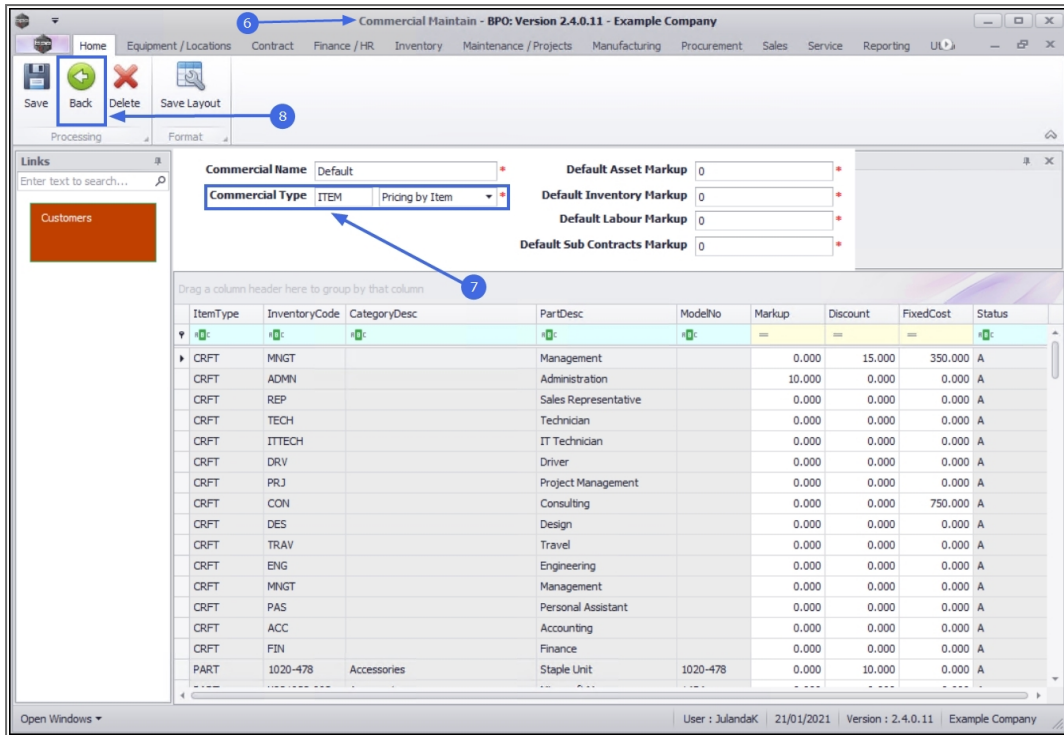 6
Commercial Maintain - BPO: Version 2.4.0.11 - Example Company
Home Equipment / Locations Contract Finance / HR Inventory Maintenance / Projects Manufacturing Procurement Sales Service Reporting
Save Back Delete Save Layout
8
Processing Format
Links
Enter text to search...
Customers
Commercial Name Default * Default Asset Markup 0 *
Commercial Type ITEM Pricing by Item * Default Inventory Markup 0 *
Default Labour Markup 0 *
Default Sub Contracts Markup 0 *
7
Drag a column header here to group by that column
ItemType InventoryCode CategoryDesc PartDesc ModelNo Markup Discount FixedCost Status
CRFT MNGT Management 0.000 15.000 350.000 A
CRFT ADMN Administration 10.000 0.000 0.000 A
CRFT REP Sales Representative 0.000 0.000 0.000 A
CRFT TECH Technician 0.000 0.000 0.000 A
CRFT ITTECH IT Technician 0.000 0.000 0.000 A
CRFT DRV Driver 0.000 0.000 0.000 A
CRFT PRJ Project Management 0.000 0.000 0.000 A
CRFT CON Consulting 0.000 0.000 750.000 A
CRFT DES Design 0.000 0.000 0.000 A
CRFT TRAV Travel 0.000 0.000 0.000 A
CRFT ENG Engineering 0.000 0.000 0.000 A
CRFT MNGT Management 0.000 0.000 0.000 A
CRFT PAS Personal Assistant 0.000 0.000 0.000 A
CRFT ACC Accounting 0.000 0.000 0.000 A
CRFT FIN Finance 0.000 0.000 0.000 A
PART 1020-478 Accessories Staple Unit 1020-478 0.000 10.000 0.000 A
Open Windows User : JulandaK 21/01/2021 Version : 2.4.0.11 Example Company